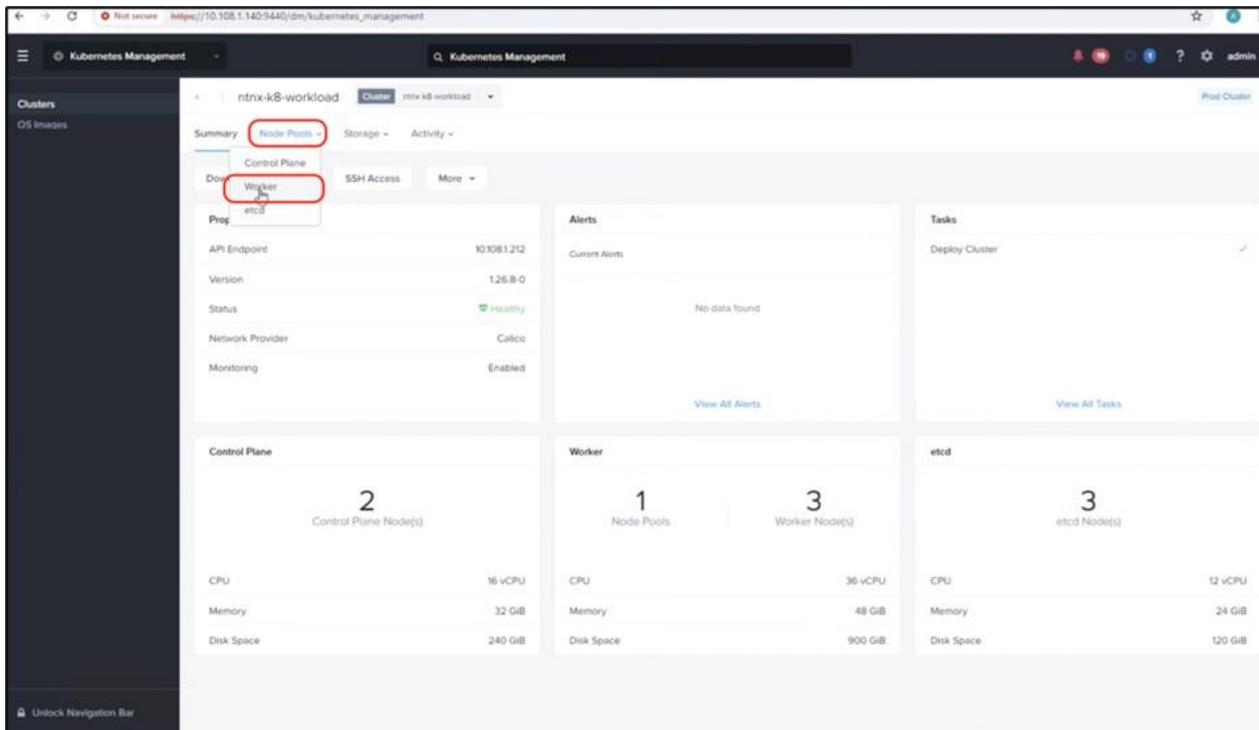 Not secure https://10.108.1.140:9440/dm/kubernetes_management
Kubernetes Management
Kubernetes Management
? admin
Clusters
OS Images
ntnx-k8-workload Cluster ntnx-k8-workload
Prod Cluster
Summary Node Pools Storage Activity
Control Plane
Worker
etcd
SSH Access More
Alerts
Tasks
API Endpoint 10.108.1.212
Current Alerts
Deploy Cluster
Version 1.26.8-0
Status Healthy
No data found
Network Provider Calico
Monitoring Enabled
View All Alerts
View All Tasks
Control Plane
Worker
etcd
2
Control Plane Node(s)
1
Node Pools
3
Worker Node(s)
3
etcd Node(s)
CPU 16 vCPU
CPU 36 vCPU
CPU 12 vCPU
Memory 32 GiB
Memory 48 GiB
Memory 24 GiB
Disk Space 240 GiB
Disk Space 900 GiB
Disk Space 120 GiB
Unlock Navigation Bar